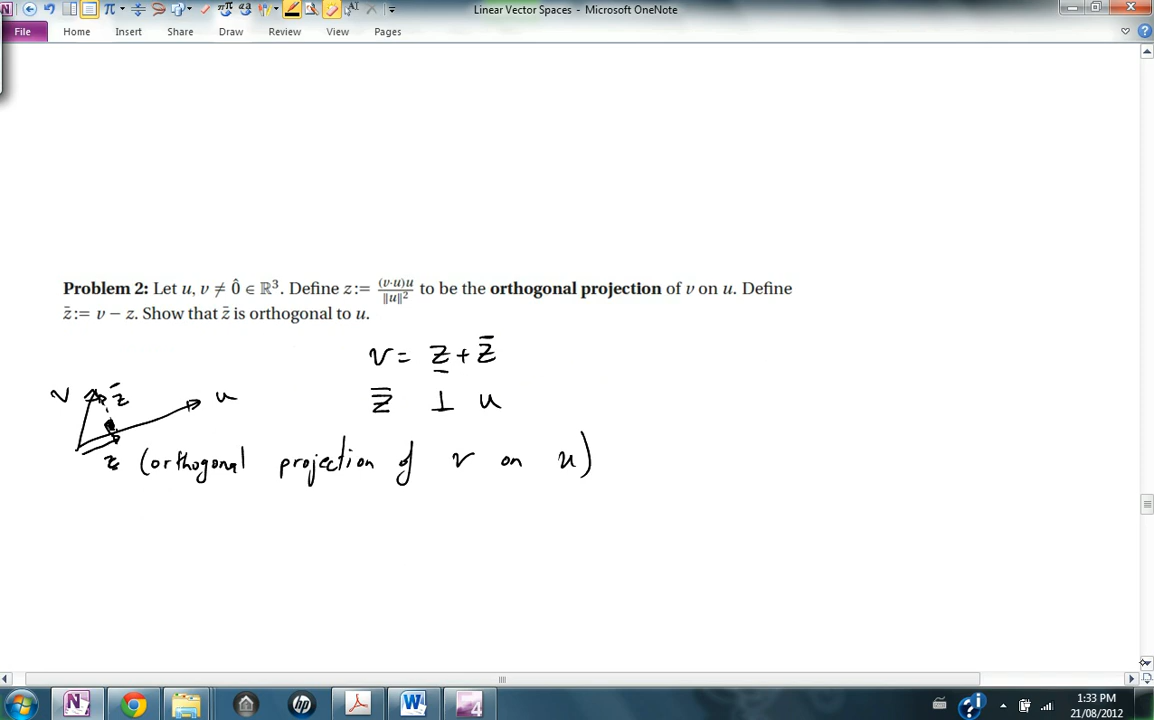 Linear Vector Spaces - Microsoft OneNote
File Home Insert Share Draw Review View Pages
Problem 2: Let u, v ≠ 0̂ ∈ ℝ³. Define z := (v·u)u / ‖u‖² to be the orthogonal projection of v on u. Define
z̄ := v − z. Show that z̄ is orthogonal to u.
v = z + z̄
v z̄ u
z̄ ⊥ u
z (orthogonal projection of v on u)
1:33 PM
21/08/2012